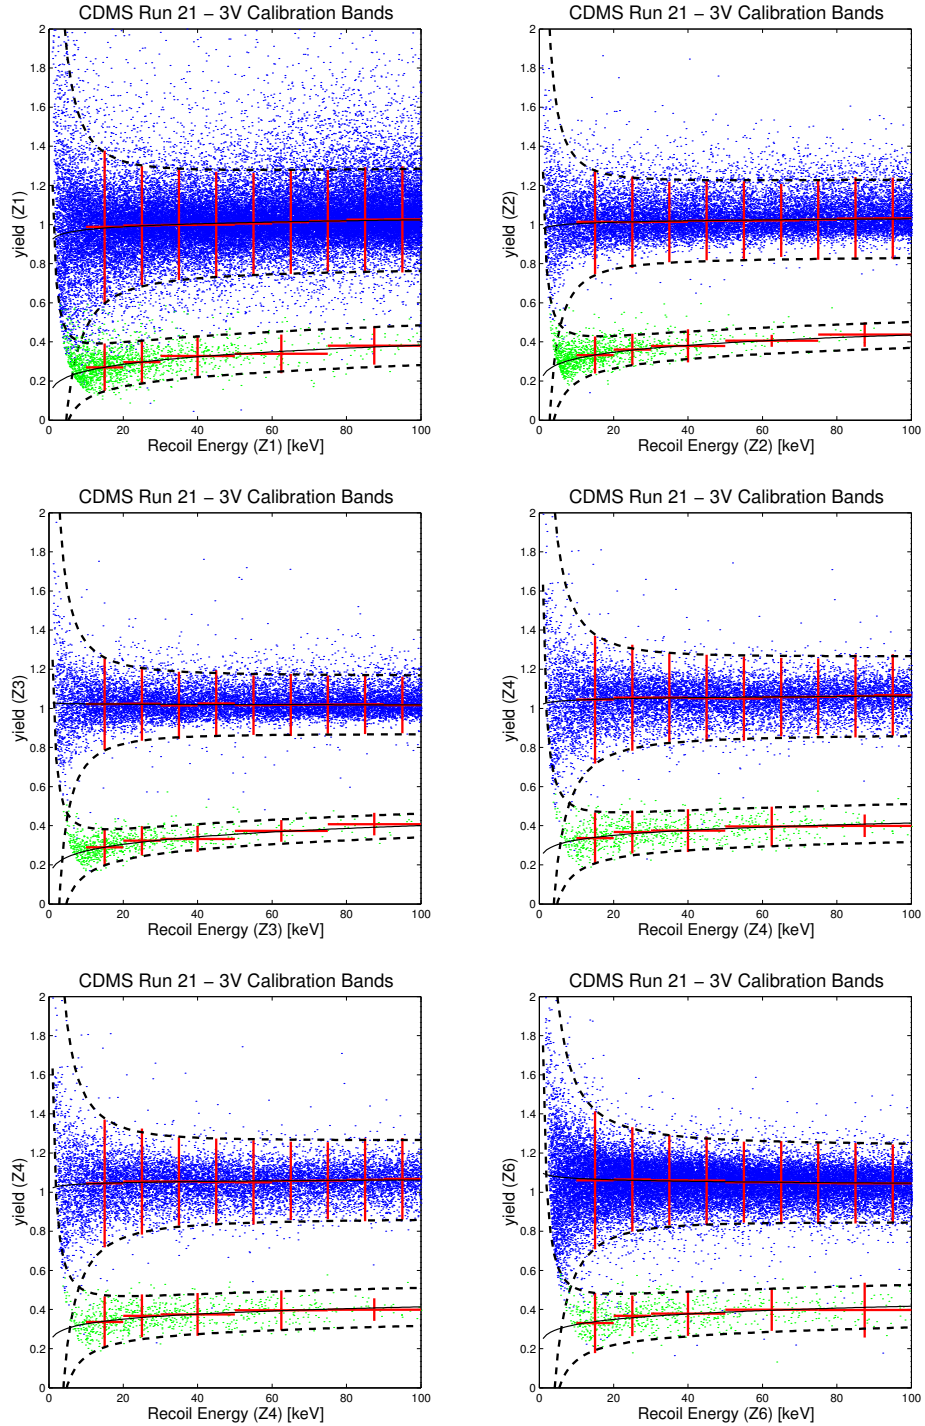 CDMS Run 21 − 3V Calibration Bands
2
1.8
1.6
1.4
1.2
1
0.8
0.6
0.4
0.2
0
yield (Z1)
0 20 40 60 80 100
Recoil Energy (Z1) [keV]
CDMS Run 21 − 3V Calibration Bands
2
1.8
1.6
1.4
1.2
1
0.8
0.6
0.4
0.2
0
yield (Z2)
0 20 40 60 80 100
Recoil Energy (Z2) [keV]
CDMS Run 21 − 3V Calibration Bands
2
1.8
1.6
1.4
1.2
1
0.8
0.6
0.4
0.2
0
yield (Z3)
0 20 40 60 80 100
Recoil Energy (Z3) [keV]
CDMS Run 21 − 3V Calibration Bands
2
1.8
1.6
1.4
1.2
1
0.8
0.6
0.4
0.2
0
yield (Z4)
0 20 40 60 80 100
Recoil Energy (Z4) [keV]
CDMS Run 21 − 3V Calibration Bands
2
1.8
1.6
1.4
1.2
1
0.8
0.6
0.4
0.2
0
yield (Z4)
0 20 40 60 80 100
Recoil Energy (Z4) [keV]
CDMS Run 21 − 3V Calibration Bands
2
1.8
1.6
1.4
1.2
1
0.8
0.6
0.4
0.2
0
yield (Z6)
0 20 40 60 80 100
Recoil Energy (Z6) [keV]